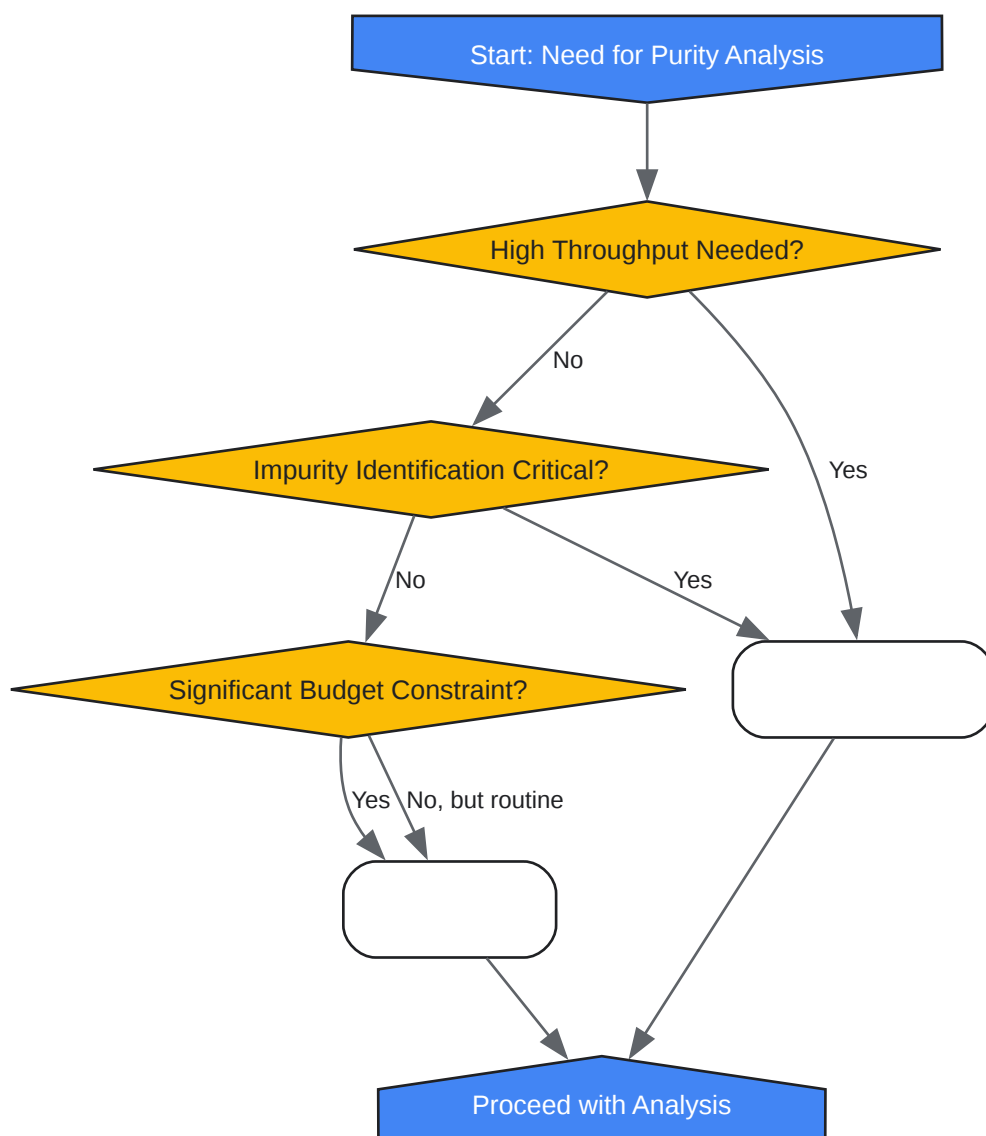 Start: Need for Purity Analysis
High Throughput Needed?
No
Impurity Identification Critical?
Yes
No
Yes
Significant Budget Constraint?
Yes
No, but routine
Proceed with Analysis